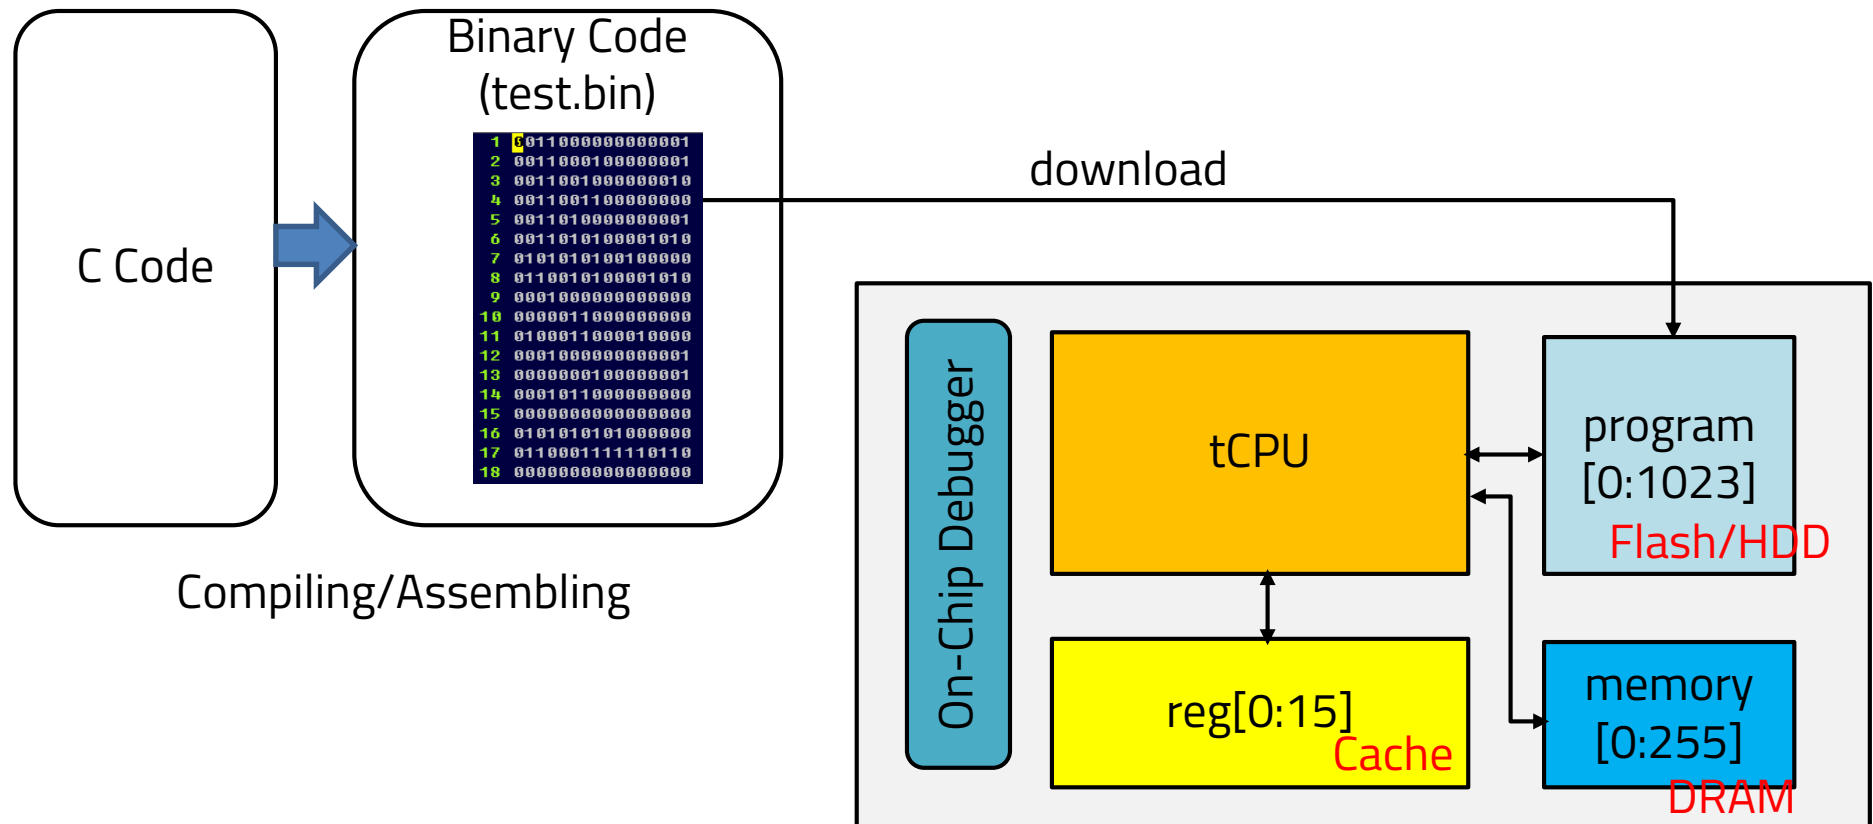 C Code
Binary Code
(test.bin)
1 0011000000000001
2 0011000100000001
3 0011001000000010
4 0011001100000000
5 0011010000000001
6 0011010100001010
7 0101010100100000
8 0110010100001010
9 0001000000000000
10 0000011000000000
11 0100011000010000
12 0001000000000001
13 0000000100000001
14 0001011000000000
15 0000000000000000
16 0101010101000000
17 0110001111110110
18 0000000000000000
Compiling/Assembling
download
On-Chip Debugger
tCPU
program
[0:1023]
Flash/HDD
reg[0:15]
Cache
memory
[0:255]
DRAM